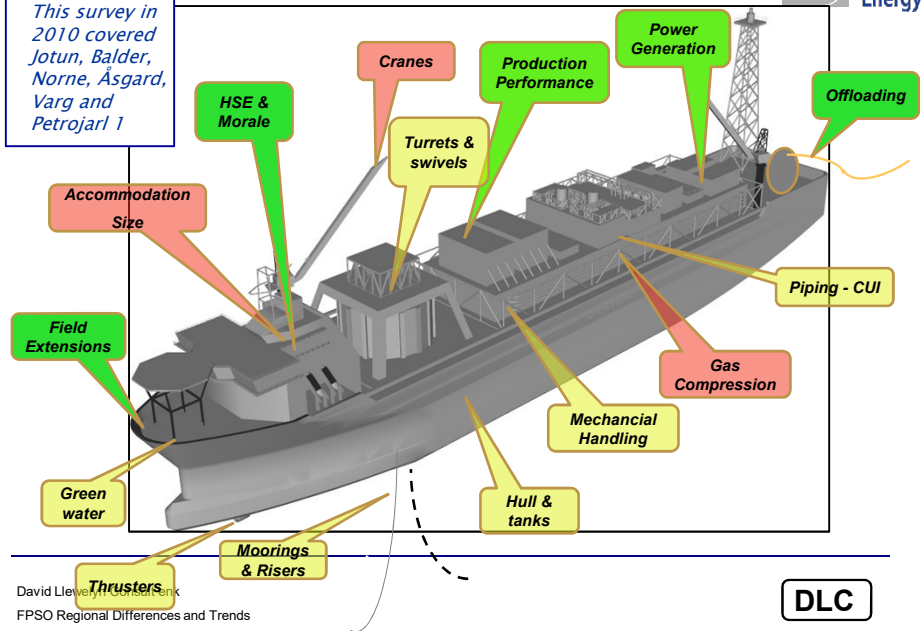 This survey in
2010 covered
Jotun, Balder,
Norne, Åsgard,
Varg and
Petrojarl 1
Energy
Cranes
Power
Generation
Production
Performance
Offloading
HSE &
Morale
Turrets &
swivels
Accommodation
Size
Piping - CUI
Field
Extensions
Gas
Compression
Mechancial
Handling
Green
water
Hull &
tanks
Moorings
& Risers
Thrusters
David Llewelyn
FPSO Regional Differences and Trends
DLC